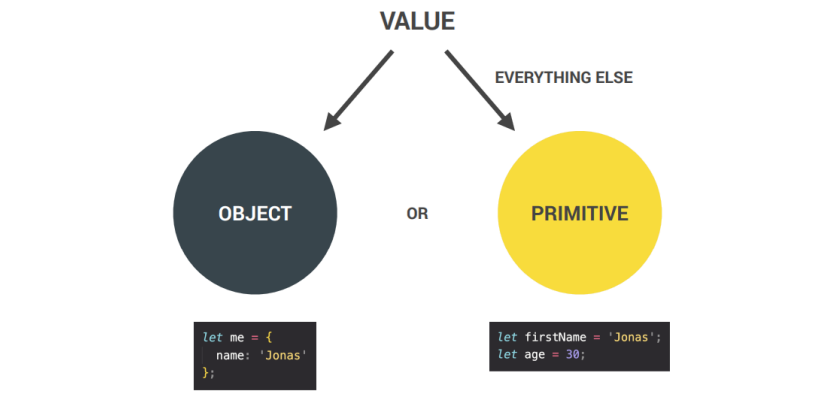 VALUE
EVERYTHING ELSE
OBJECT
OR
PRIMITIVE
let me = {
  name: 'Jonas'
};
let firstName = 'Jonas';
let age = 30;